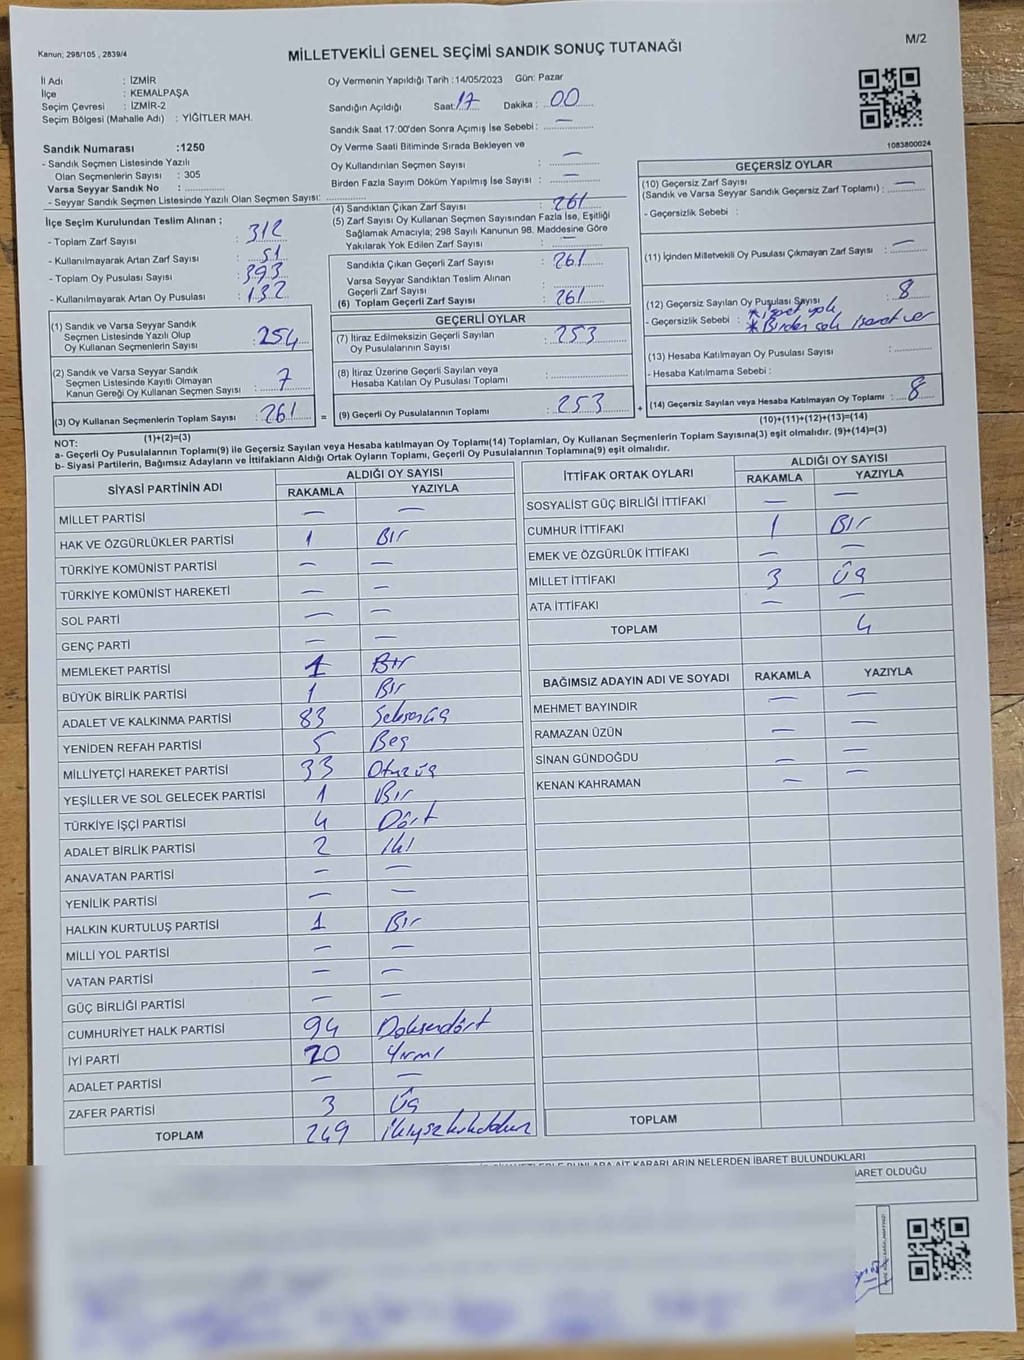 Kanun; 298/105 , 2839/4
MİLLETVEKİLİ GENEL SEÇİMİ SANDIK SONUÇ TUTANAĞI
M/2
İl Adı : İZMİR
İlçe : KEMALPAŞA
Seçim Çevresi : İZMİR-2
Seçim Bölgesi (Mahalle Adı) : YİĞİTLER MAH.
Oy Vermenin Yapıldığı Tarih :14/05/2023 Gün: Pazar
Sandığın Açıldığı Saat: 17 Dakika : 00
Sandık Saat 17:00'den Sonra Açımış İse Sebebi : —
Oy Verme Saati Bitiminde Sırada Bekleyen ve
Oy Kullandırılan Seçmen Sayısı : —
Birden Fazla Sayım Döküm Yapılmış İse Sayısı : —
1083800024
Sandık Numarası :1250
- Sandık Seçmen Listesinde Yazılı
Olan Seçmenlerin Sayısı : 305
Varsa Seyyar Sandık No : ..............
- Seyyar Sandık Seçmen Listesinde Yazılı Olan Seçmen Sayısı: ..............
İlçe Seçim Kurulundan Teslim Alınan ;
- Toplam Zarf Sayısı : 312
- Kullanılmayarak Artan Zarf Sayısı : 51
- Toplam Oy Pusulası Sayısı : 393
- Kullanılmayarak Artan Oy Pusulası : 132
(1) Sandık ve Varsa Seyyar Sandık
Seçmen Listesinde Yazılı Olup
Oy Kullanan Seçmenlerin Sayısı : 254
(2) Sandık ve Varsa Seyyar Sandık
Seçmen Listesinde Kayıtlı Olmayan
Kanun Gereği Oy Kullanan Seçmen Sayısı : 7
(3) Oy Kullanan Seçmenlerin Toplam Sayısı : 261 =
(1)+(2)=(3)
(4) Sandıktan Çıkan Zarf Sayısı : 261
(5) Zarf Sayısı Oy Kullanan Seçmen Sayısından Fazla İse, Eşitliği
Sağlamak Amacıyla; 298 Sayılı Kanunun 98. Maddesine Göre
Yakılarak Yok Edilen Zarf Sayısı : —
Sandıkta Çıkan Geçerli Zarf Sayısı : 261
Varsa Seyyar Sandıktan Teslim Alınan
Geçerli Zarf Sayısı :
(6) Toplam Geçerli Zarf Sayısı : 261
GEÇERLİ OYLAR
(7) İtiraz Edilmeksizin Geçerli Sayılan
Oy Pusulalarının Sayısı : 253
(8) İtiraz Üzerine Geçerli Sayılan veya
Hesaba Katılan Oy Pusulası Toplamı :
(9) Geçerli Oy Pusulalarının Toplamı : 253 +
GEÇERSİZ OYLAR
(10) Geçersiz Zarf Sayısı
(Sandık ve Varsa Seyyar Sandık Geçersiz Zarf Toplamı) : —
- Geçersizlik Sebebi :
(11) İçinden Milletvekili Oy Pusulası Çıkmayan Zarf Sayısı : —
(12) Geçersiz Sayılan Oy Pusulası Sayısı : 8
- Geçersizlik Sebebi : *işaret yok
*Birden çok işaret var
(13) Hesaba Katılmayan Oy Pusulası Sayısı :
- Hesaba Katılmama Sebebi :
(14) Geçersiz Sayılan veya Hesaba Katılmayan Oy Toplamı : 8
(10)+(11)+(12)+(13)=(14)
NOT:
a- Geçerli Oy Pusulalarının Toplamı(9) ile Geçersiz Sayılan veya Hesaba katılmayan Oy Toplamı(14) Toplamları, Oy Kullanan Seçmenlerin Toplam Sayısına(3) eşit olmalıdır. (9)+(14)=(3)
b- Siyasi Partilerin, Bağımsız Adayların ve İttifakların Aldığı Ortak Oyların Toplamı, Geçerli Oy Pusulalarının Toplamına(9) eşit olmalıdır.
SİYASİ PARTİNİN ADI ALDIĞI OY SAYISI
RAKAMLA YAZIYLA
MİLLET PARTİSİ — —
HAK VE ÖZGÜRLÜKLER PARTİSİ 1 Bir
TÜRKİYE KOMÜNİST PARTİSİ — —
TÜRKİYE KOMÜNİST HAREKETİ — —
SOL PARTİ — —
GENÇ PARTİ — —
MEMLEKET PARTİSİ 1 Bir
BÜYÜK BİRLİK PARTİSİ 1 Bir
ADALET VE KALKINMA PARTİSİ 83 Seksenüç
YENİDEN REFAH PARTİSİ 5 Beş
MİLLİYETÇİ HAREKET PARTİSİ 33 Otuzüç
YEŞİLLER VE SOL GELECEK PARTİSİ 1 Bir
TÜRKİYE İŞÇİ PARTİSİ 4 Dört
ADALET BİRLİK PARTİSİ 2 İki
ANAVATAN PARTİSİ — —
YENİLİK PARTİSİ — —
HALKIN KURTULUŞ PARTİSİ 1 Bir
MİLLİ YOL PARTİSİ — —
VATAN PARTİSİ — —
GÜÇ BİRLİĞİ PARTİSİ — —
CUMHURİYET HALK PARTİSİ 94 Doksandört
İYİ PARTİ 20 Yirmi
ADALET PARTİSİ — —
ZAFER PARTİSİ 3 Üç
TOPLAM 249 İkiyüzkırkdokuz
İTTİFAK ORTAK OYLARI ALDIĞI OY SAYISI
RAKAMLA YAZIYLA
SOSYALİST GÜÇ BİRLİĞİ İTTİFAKI — —
CUMHUR İTTİFAKI 1 Bir
EMEK VE ÖZGÜRLÜK İTTİFAKI — —
MİLLET İTTİFAKI 3 Üç
ATA İTTİFAKI — —
TOPLAM 4
BAĞIMSIZ ADAYIN ADI VE SOYADI RAKAMLA YAZIYLA
MEHMET BAYINDIR — —
RAMAZAN ÜZÜN — —
SİNAN GÜNDOĞDU — —
KENAN KAHRAMAN — —
TOPLAM
BUNLARA AİT KARARLARIN NELERDEN İBARET BULUNDUKLARI
İBARET OLDUĞU